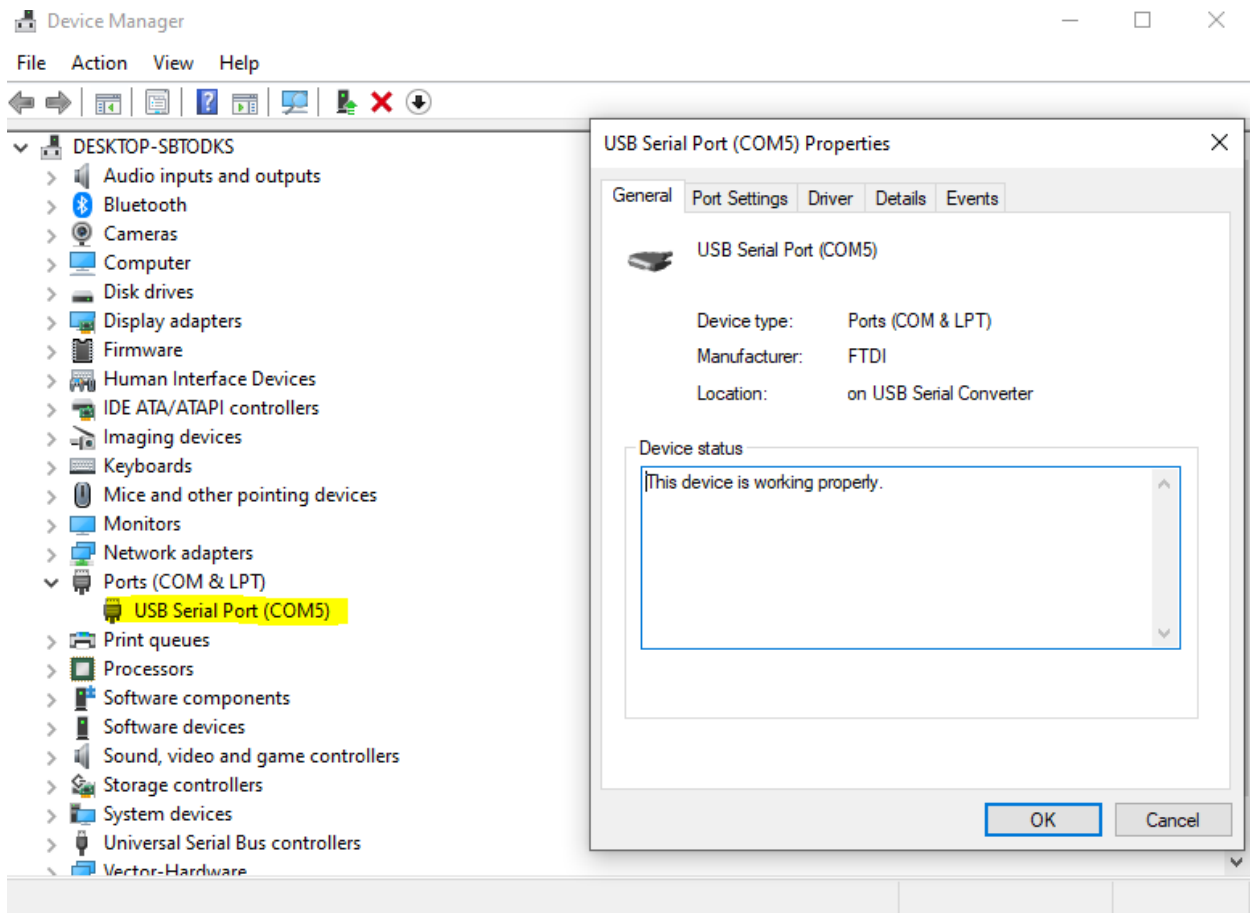 Device Manager
File Action View Help
DESKTOP-SBTODKS
Audio inputs and outputs
Bluetooth
Cameras
Computer
Disk drives
Display adapters
Firmware
Human Interface Devices
IDE ATA/ATAPI controllers
Imaging devices
Keyboards
Mice and other pointing devices
Monitors
Network adapters
Ports (COM & LPT)
USB Serial Port (COM5)
Print queues
Processors
Software components
Software devices
Sound, video and game controllers
Storage controllers
System devices
Universal Serial Bus controllers
Vector-Hardware
USB Serial Port (COM5) Properties
General Port Settings Driver Details Events
USB Serial Port (COM5)
Device type: Ports (COM & LPT)
Manufacturer: FTDI
Location: on USB Serial Converter
Device status
This device is working properly.
OK Cancel